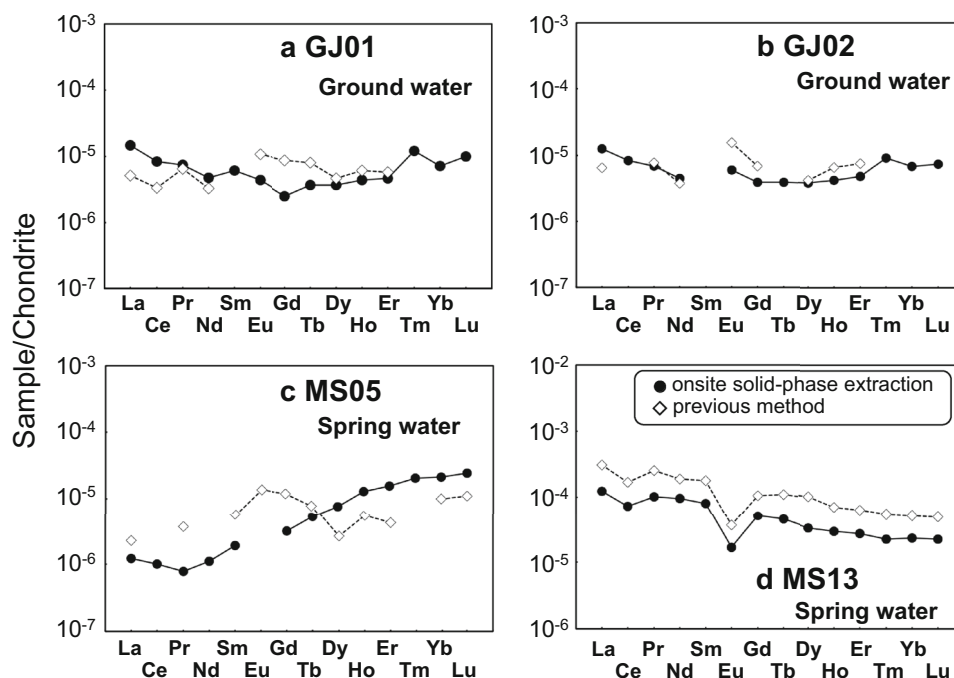 Sample/Chondrite
10-3
10-4
10-5
10-6
10-7
a GJ01
Ground water
La Pr Sm Gd Dy Er Yb
Ce Nd Eu Tb Ho Tm Lu
10-3
10-4
10-5
10-6
10-7
b GJ02
Ground water
La Pr Sm Gd Dy Er Yb
Ce Nd Eu Tb Ho Tm Lu
10-3
10-4
10-5
10-6
10-7
c MS05
Spring water
La Pr Sm Gd Dy Er Yb
Ce Nd Eu Tb Ho Tm Lu
10-2
10-3
10-4
10-5
10-6
onsite solid-phase extraction
previous method
d MS13
Spring water
La Pr Sm Gd Dy Er Yb
Ce Nd Eu Tb Ho Tm Lu